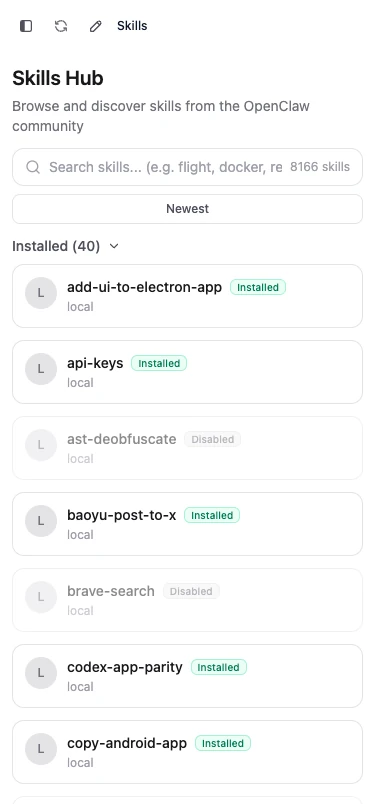 Skills
Skills Hub
Browse and discover skills from the OpenClaw
community
Search skills... (e.g. flight, docker, re 8166 skills
Newest
Installed (40)
L add-ui-to-electron-app Installed
local
L api-keys Installed
local
L ast-deobfuscate Disabled
local
L baoyu-post-to-x Installed
local
L brave-search Disabled
local
L codex-app-parity Installed
local
L copy-android-app Installed
local